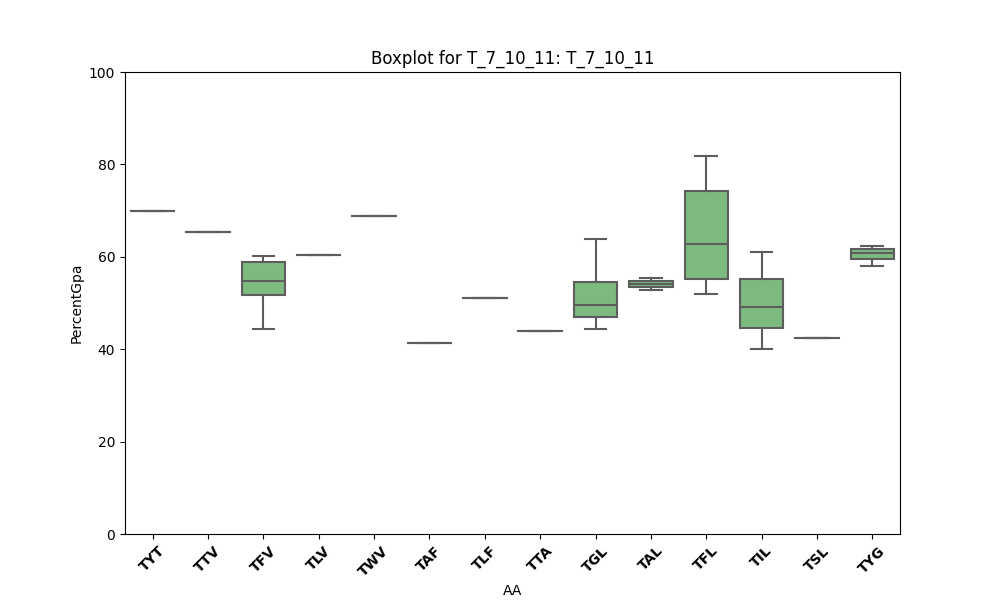 Boxplot for T_7_10_11: T_7_10_11
100
80
60
40
20
0
PercentGpa
TYT TTV TFV TLV TWV TAF TLF TTA TGL TAL TFL TIL TSL TYG
AA